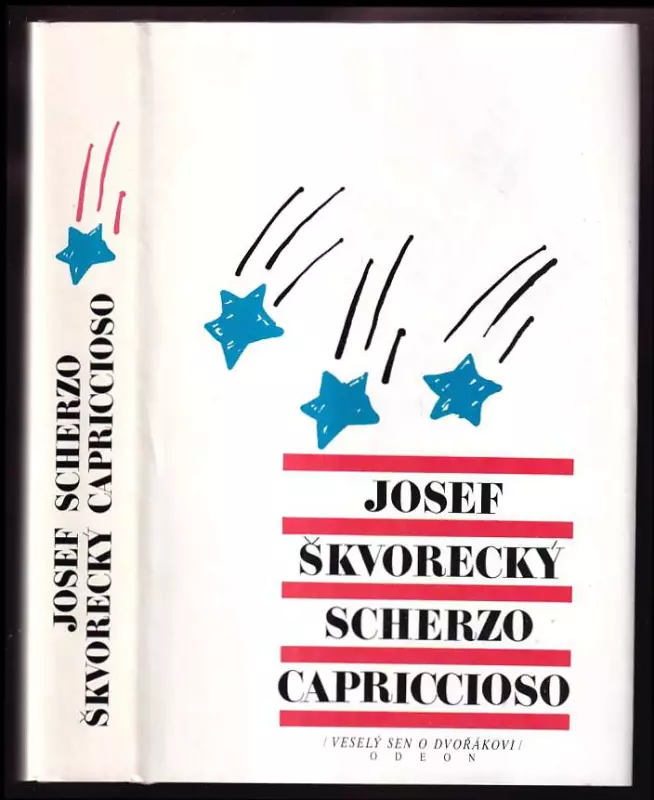 JOSEF SCHERZO
ŠKVORECKÝ CAPRICCIOSO
JOSEF
ŠKVORECKÝ
SCHERZO
CAPRICCIOSO
/ VESELÝ SEN O DVOŘÁKOVI /
ODEON